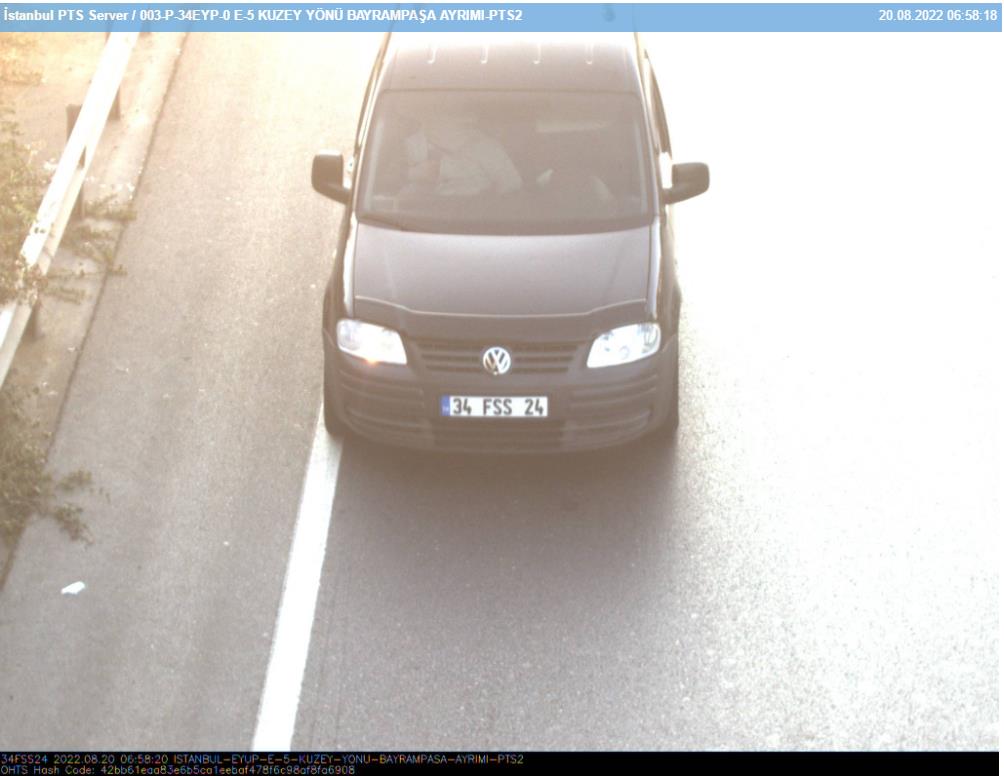 İstanbul PTS Server / 003-P-34EYP-0 E-5 KUZEY YÖNÜ BAYRAMPAŞA AYRIMI-PTS2 20.08.2022 06:58:18
34 FSS 24
34FSS24 2022.08.20 06:58:20 ISTANBUL-EYUP-E-5-KUZEY-YONU-BAYRAMPASA-AYRIMI-PTS2
OHTS Hash Code: 42bb61eaa83e6b5ca1eebaf478f6c98af8fa6908